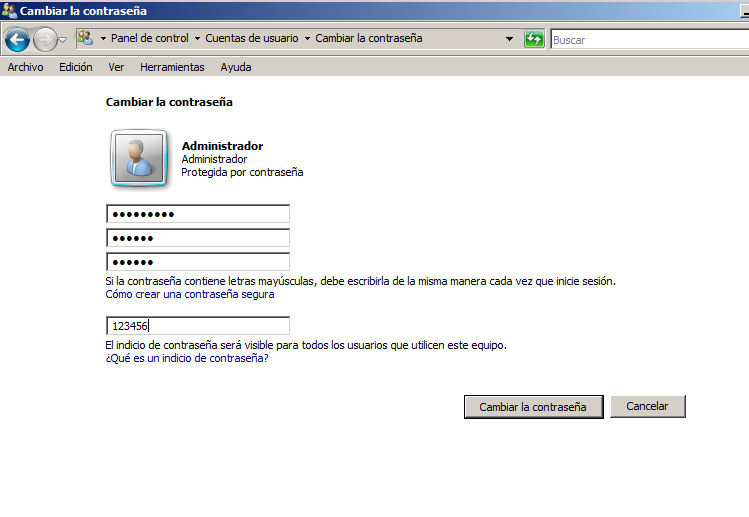 Cambiar la contraseña
Panel de control Cuentas de usuario Cambiar la contraseña
Buscar
Archivo Edición Ver Herramientas Ayuda
Cambiar la contraseña
Administrador
Administrador
Protegida por contraseña
●●●●●●●●●
●●●●●●
●●●●●●
Si la contraseña contiene letras mayúsculas, debe escribirla de la misma manera cada vez que inicie sesión.
Cómo crear una contraseña segura
123456
El indicio de contraseña será visible para todos los usuarios que utilicen este equipo.
¿Qué es un indicio de contraseña?
Cambiar la contraseña Cancelar